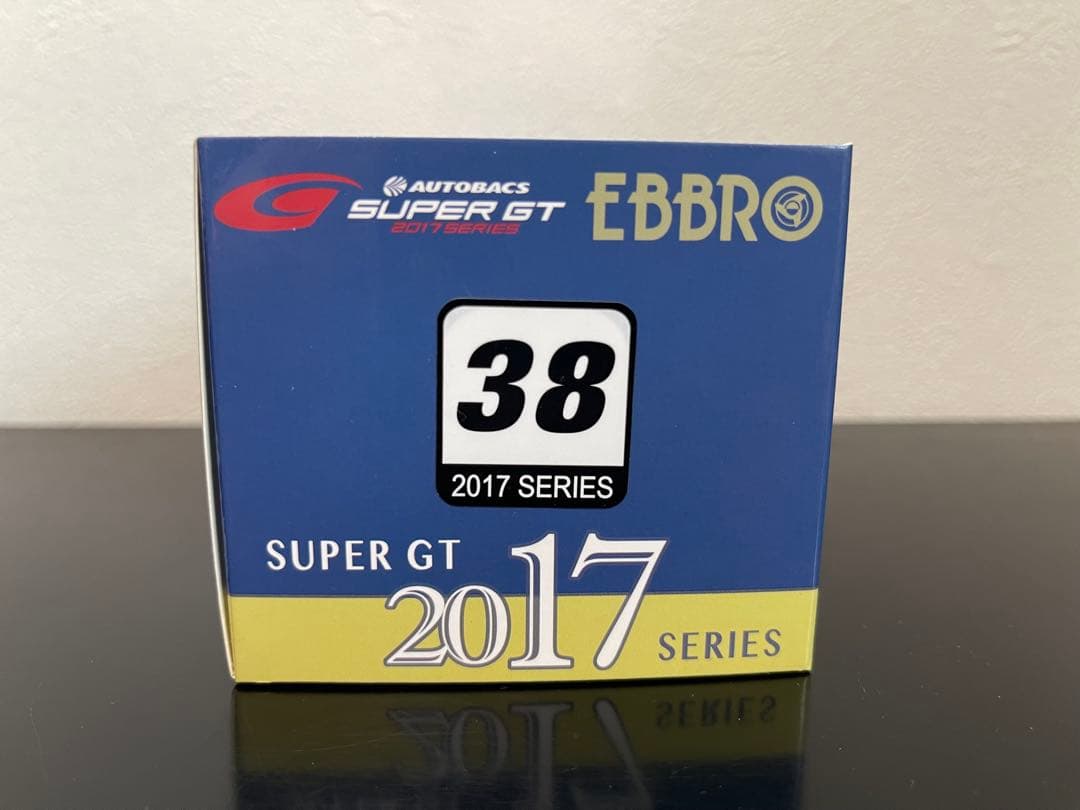 AUTOBACS
SUPER GT
2017 SERIES
EBBRO
38
2017 SERIES
SUPER GT
2017
SERIES